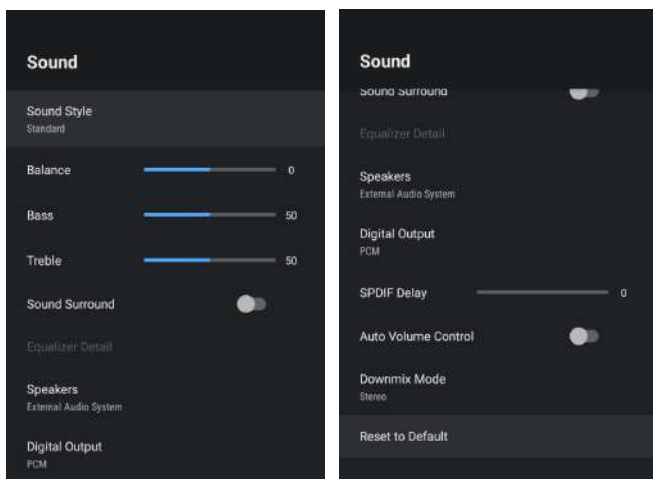 Sound
Sound Style
Standard
Balance 0
Bass 50
Treble 50
Sound Surround
Equalizer Detail
Speakers
External Audio System
Digital Output
PCM
Sound
Sound Surround
Equalizer Detail
Speakers
External Audio System
Digital Output
PCM
SPDIF Delay 0
Auto Volume Control
Downmix Mode
Stereo
Reset to Default